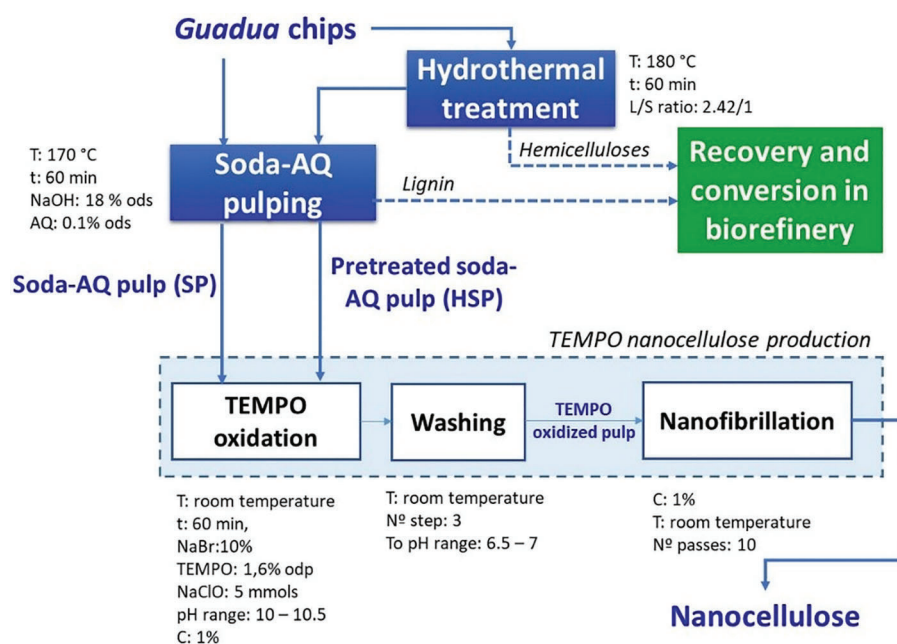 Guadua chips
Hydrothermal
treatment
T: 180 °C
t: 60 min
L/S ratio: 2.42/1
T: 170 °C
t: 60 min
NaOH: 18 % ods
AQ: 0.1% ods
Soda-AQ
pulping
Hemicelluloses
Lignin
Recovery and
conversion in
biorefinery
Soda-AQ pulp (SP)
Pretreated soda-
AQ pulp (HSP)
TEMPO nanocellulose production
TEMPO
oxidation
Washing
TEMPO
oxidized pulp
Nanofibrillation
T: room temperature
t: 60 min,
NaBr:10%
TEMPO: 1,6% odp
NaClO: 5 mmols
pH range: 10 – 10.5
C: 1%
T: room temperature
Nº step: 3
To pH range: 6.5 – 7
C: 1%
T: room temperature
Nº passes: 10
Nanocellulose